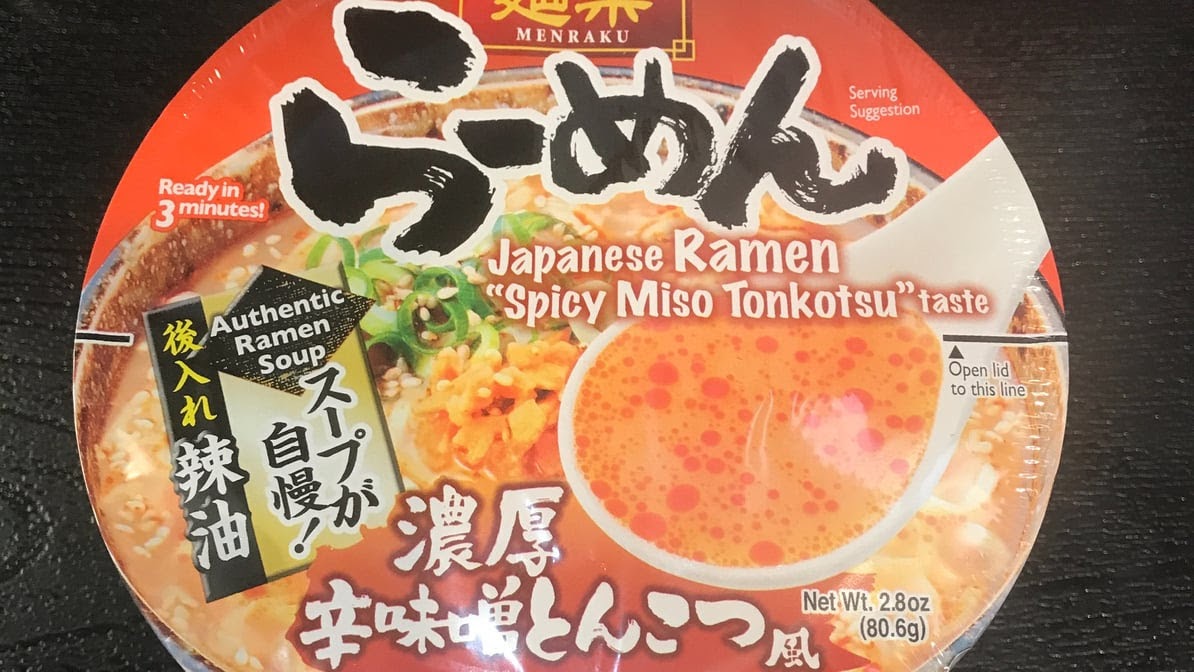 麺楽
MENRAKU
らーめん
Serving
Suggestion
Ready in
3 minutes!
Japanese Ramen
“Spicy Miso Tonkotsu” taste
Authentic
Ramen
Soup
後入れ
辣油
スープが
自慢！
Open lid
to this line
濃厚
辛味噌とんこつ風
Net Wt. 2.8oz
(80.6g)